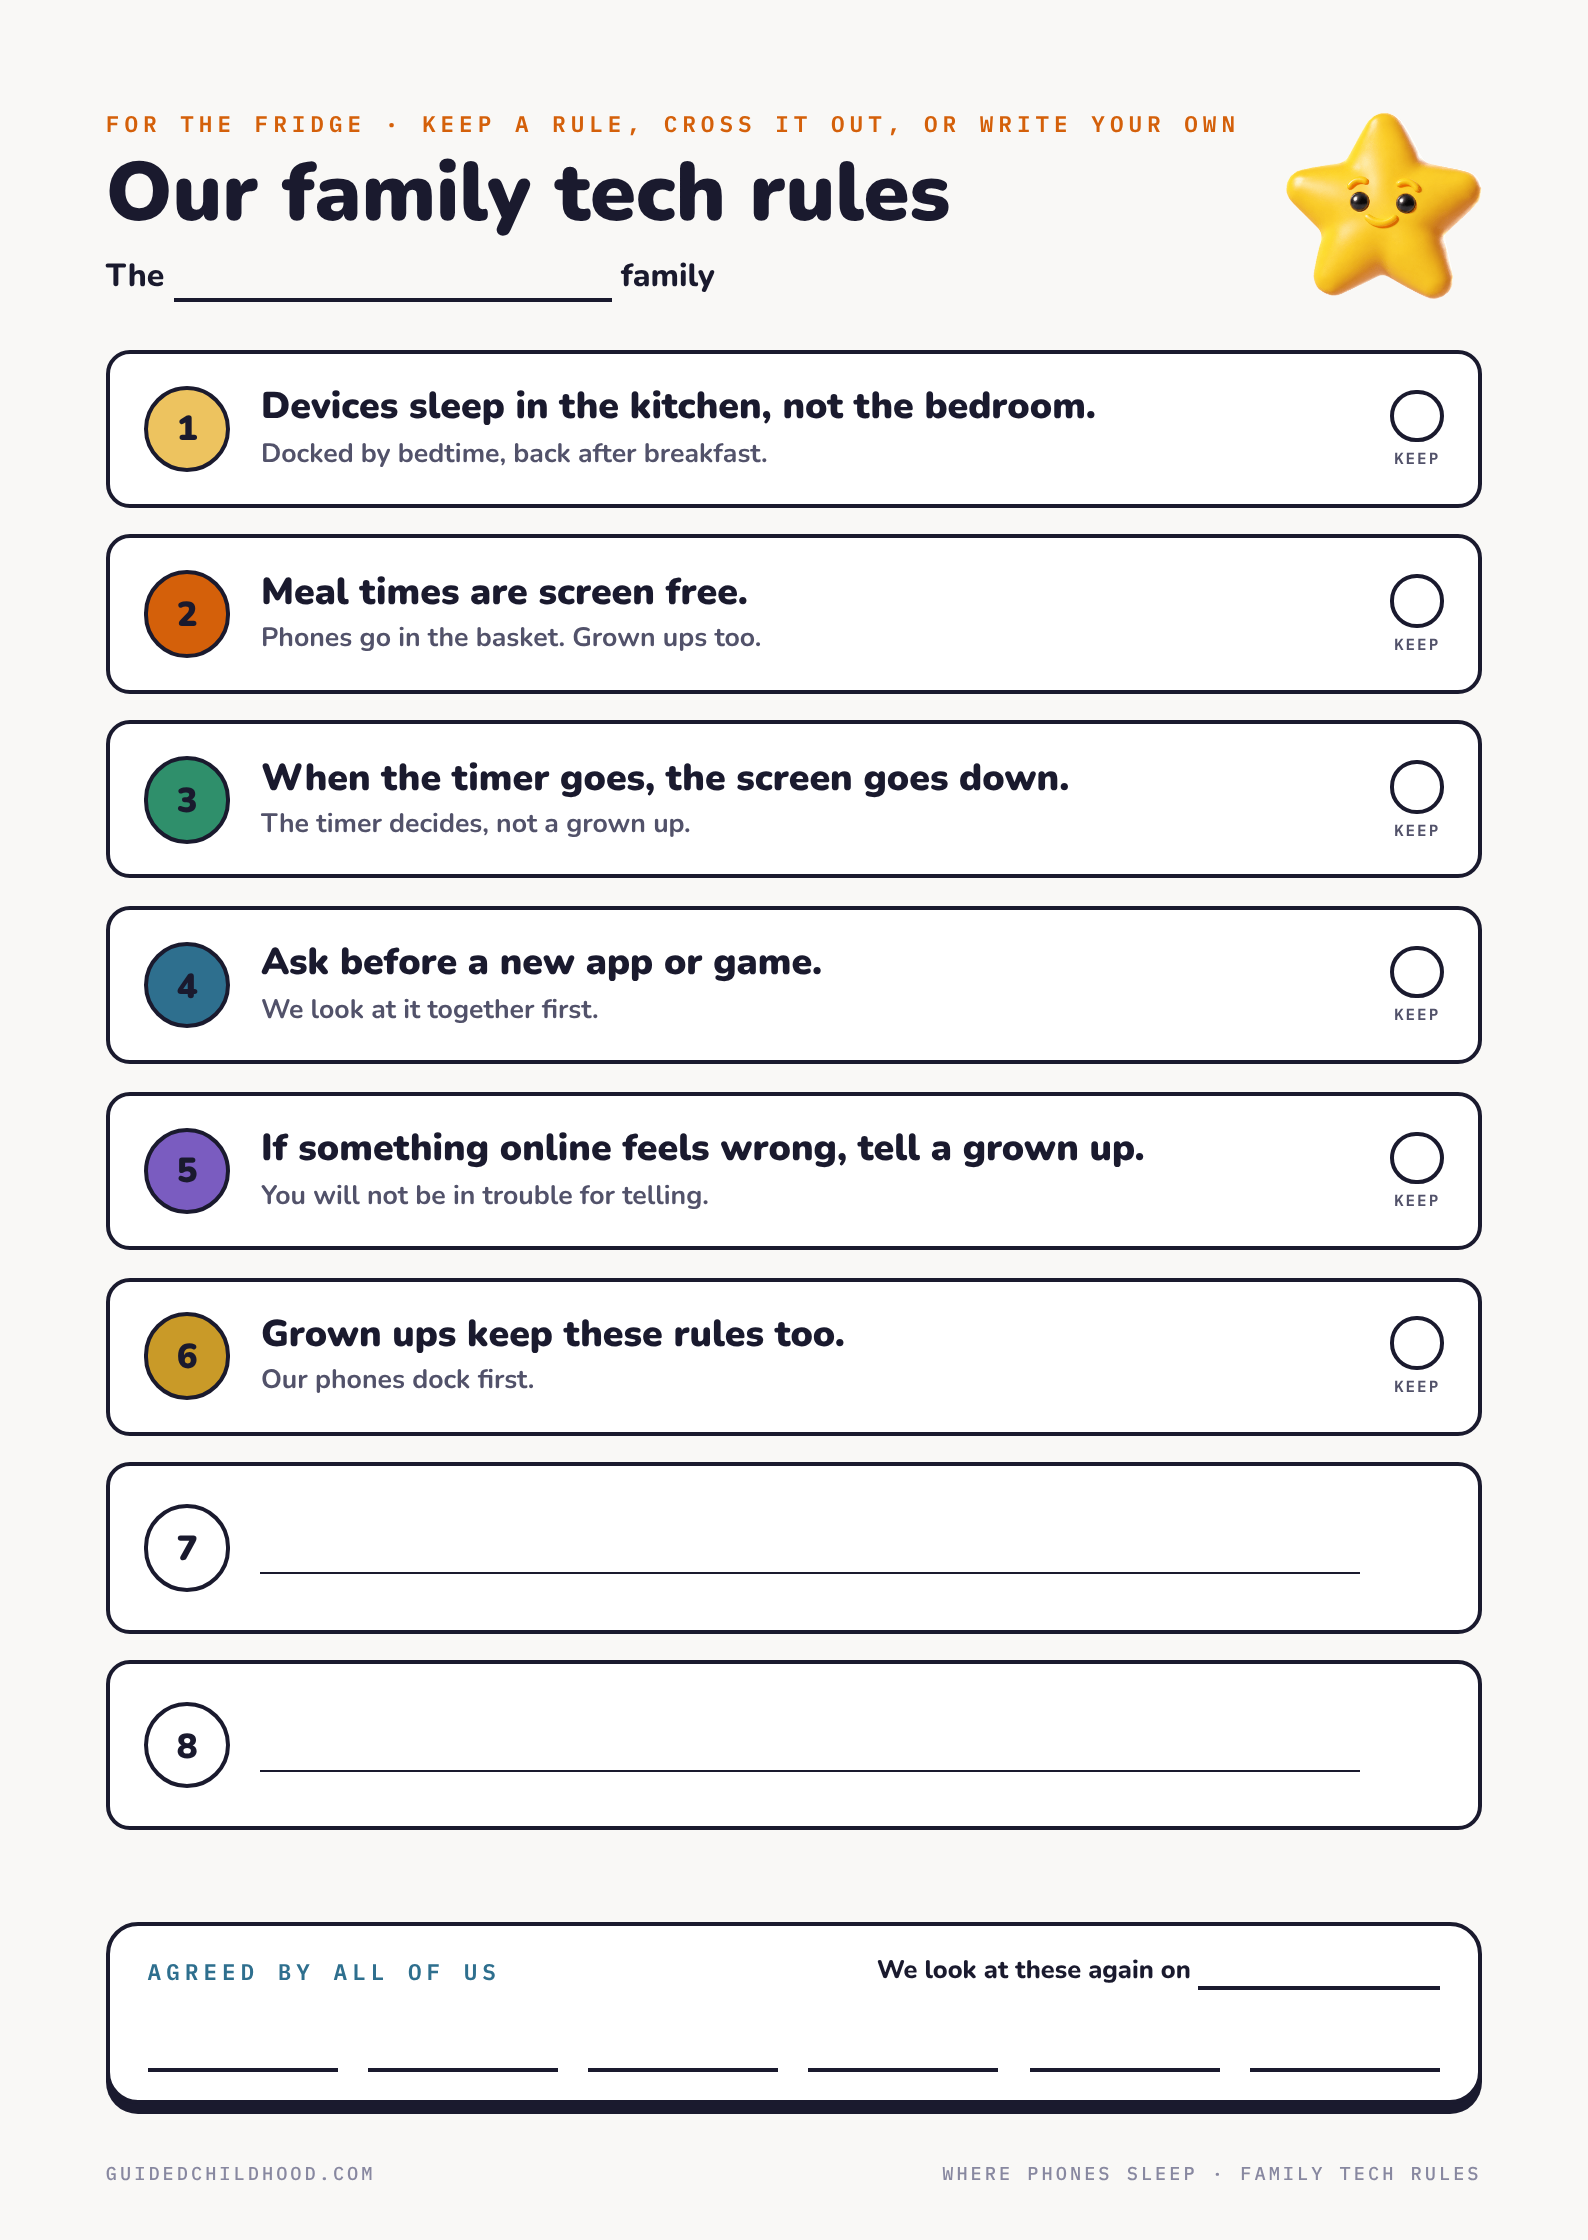 FOR THE FRIDGE · KEEP A RULE, CROSS IT OUT, OR WRITE YOUR OWN
Our family tech rules
The family
1
Devices sleep in the kitchen, not the bedroom.
Docked by bedtime, back after breakfast.
KEEP
2
Meal times are screen free.
Phones go in the basket. Grown ups too.
KEEP
3
When the timer goes, the screen goes down.
The timer decides, not a grown up.
KEEP
4
Ask before a new app or game.
We look at it together first.
KEEP
5
If something online feels wrong, tell a grown up.
You will not be in trouble for telling.
KEEP
6
Grown ups keep these rules too.
Our phones dock first.
KEEP
7
8
AGREED BY ALL OF US
We look at these again on
GUIDEDCHILDHOOD.COM
WHERE PHONES SLEEP · FAMILY TECH RULES